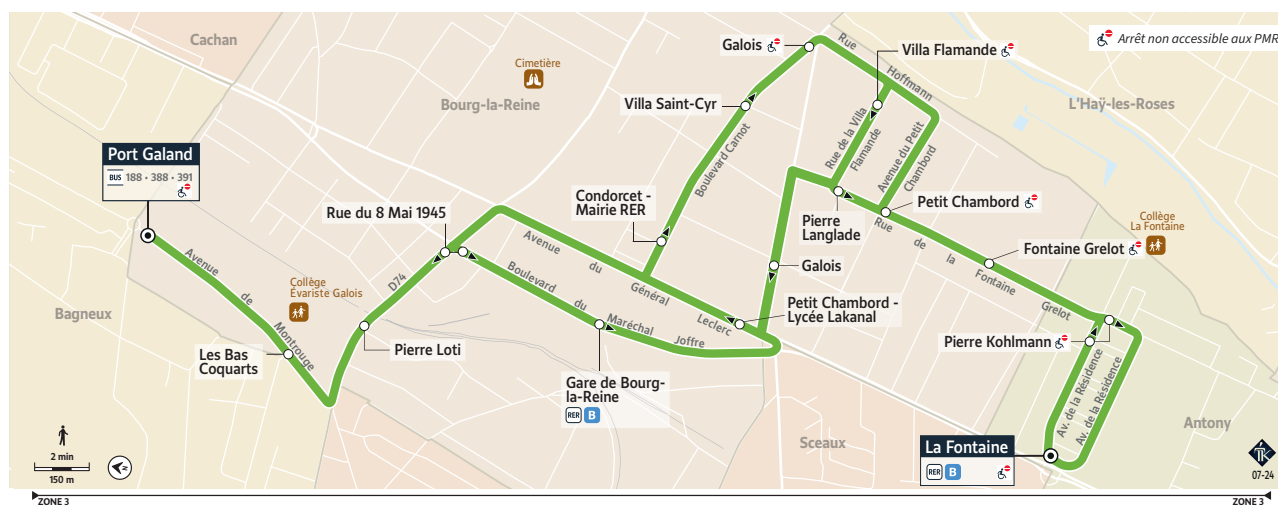 Cachan
Bourg-la-Reine
Cimetière
Galois
Rue Hoffmann
Villa Flamande
Arrêt non accessible aux PMR
L'Haÿ-les-Roses
Villa Saint-Cyr
Boulevard Carnot
Rue de la Villa
Flamande
Avenue du Petit
Chambord
Port Galand
BUS 188 • 388 • 391
Rue du 8 Mai 1945
Condorcet -
Mairie RER
Pierre
Langlade
Petit Chambord
Collège
La Fontaine
Fontaine Grelot
Rue de la Fontaine Grelot
Galois
Avenue du Général Leclerc
Avenue de Montrouge
D74
Boulevard du Maréchal Joffre
Collège
Évariste Galois
Bagneux
Les Bas
Coquarts
Pierre Loti
Petit Chambord -
Lycée Lakanal
Pierre Kohlmann
Gare de Bourg-
la-Reine
RER B
Av. de la Résidence
Av. de la Résidence
Sceaux
Antony
La Fontaine
RER B
2 min
150 m
N
TK
07-24
ZONE 3
ZONE 3